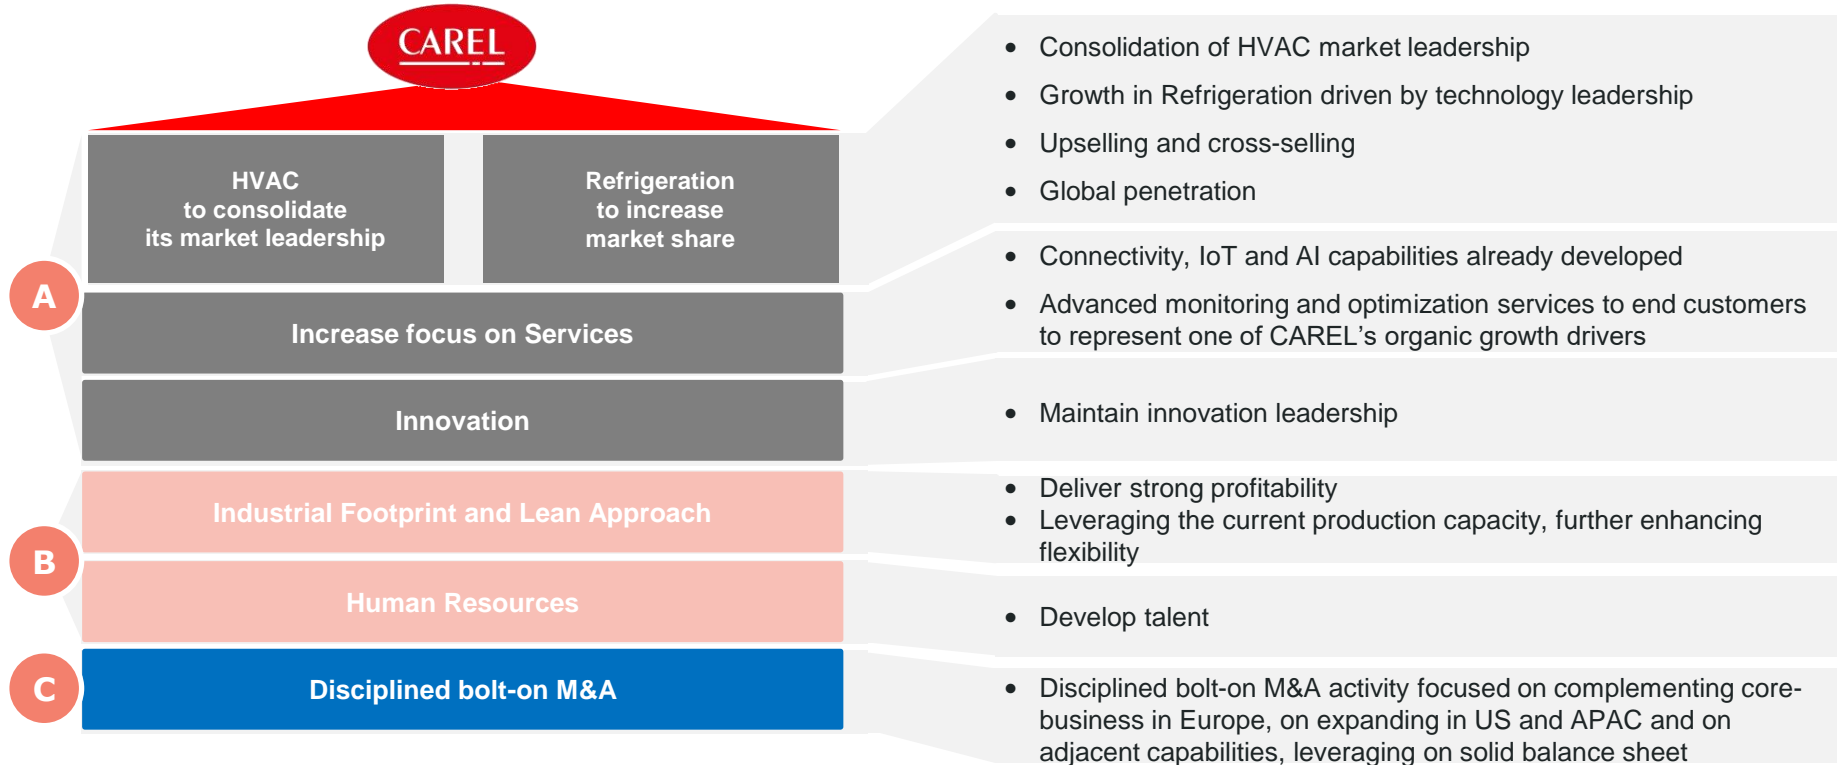 CAREL
HVAC
to consolidate
its market leadership
Refrigeration
to increase
market share
A
Increase focus on Services
Innovation
B
Industrial Footprint and Lean Approach
Human Resources
C
Disciplined bolt-on M&A
• Consolidation of HVAC market leadership
• Growth in Refrigeration driven by technology leadership
• Upselling and cross-selling
• Global penetration
• Connectivity, IoT and AI capabilities already developed
• Advanced monitoring and optimization services to end customers
to represent one of CAREL’s organic growth drivers
• Maintain innovation leadership
• Deliver strong profitability
• Leveraging the current production capacity, further enhancing
flexibility
• Develop talent
• Disciplined bolt-on M&A activity focused on complementing core-
business in Europe, on expanding in US and APAC and on
adjacent capabilities, leveraging on solid balance sheet